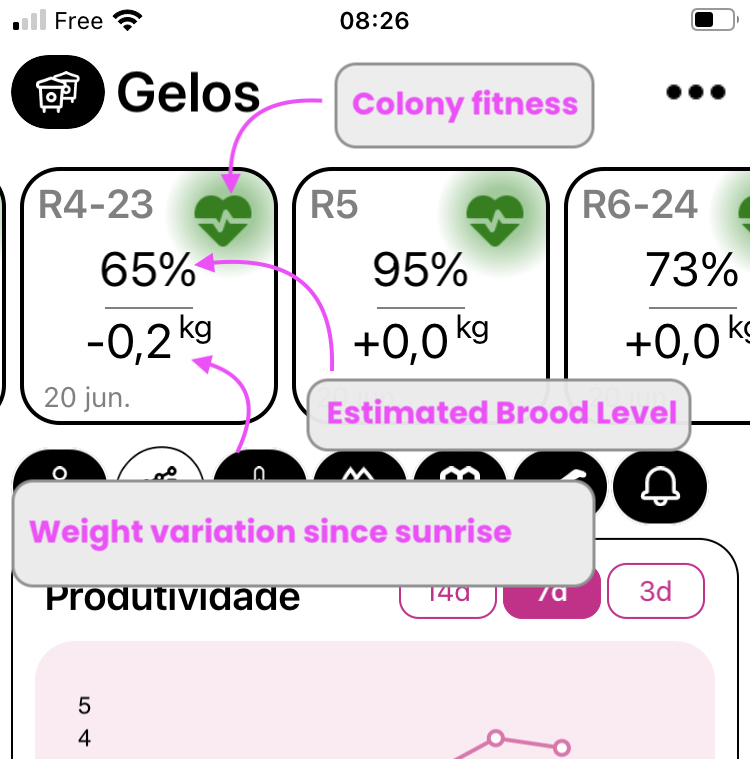 Free 08:26
Gelos
Colony fitness
R4-23 R5 R6-24
65% 95% 73%
-0,2 kg +0,0 kg +0,0
20 jun.
Estimated Brood Level
Weight variation since sunrise
Produtividade 14d 7d 3d
5
4